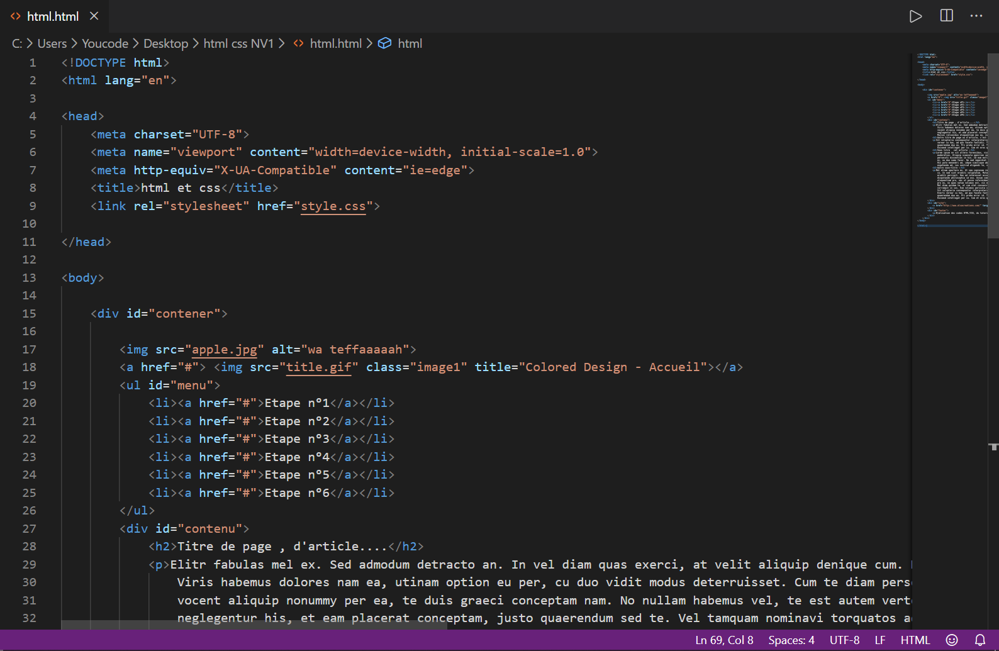 html.html
C: > Users > Youcode > Desktop > html css NV1 > html.html > html
1 <!DOCTYPE html>
2 <html lang="en">
3
4 <head>
5     <meta charset="UTF-8">
6     <meta name="viewport" content="width=device-width, initial-scale=1.0">
7     <meta http-equiv="X-UA-Compatible" content="ie=edge">
8     <title>html et css</title>
9     <link rel="stylesheet" href="style.css">
10
11 </head>
12
13 <body>
14
15     <div id="contener">
16
17         <img src="apple.jpg" alt="wa teffaaaaah">
18         <a href="#"> <img src="title.gif" class="image1" title="Colored Design - Accueil"></a>
19         <ul id="menu">
20             <li><a href="#">Etape n°1</a></li>
21             <li><a href="#">Etape n°2</a></li>
22             <li><a href="#">Etape n°3</a></li>
23             <li><a href="#">Etape n°4</a></li>
24             <li><a href="#">Etape n°5</a></li>
25             <li><a href="#">Etape n°6</a></li>
26         </ul>
27         <div id="contenu">
28             <h2>Titre de page , d'article....</h2>
29             <p>Elitr fabulas mel ex. Sed admodum detracto an. In vel diam quas exerci, at velit aliquip denique cum.
30                 Viris habemus dolores nam ea, utinam option eu per, cu duo vidit modus deterruisset. Cum te diam pers
31                 vocent aliquip nonummy per ea, te duis graeci conceptam nam. No nullam habemus vel, te est autem vert
32                 neglegentur his, et eam placerat conceptam, justo quaerendum sed te. Vel tamquam nominavi torquatos a
Ln 69, Col 8 Spaces: 4 UTF-8 LF HTML